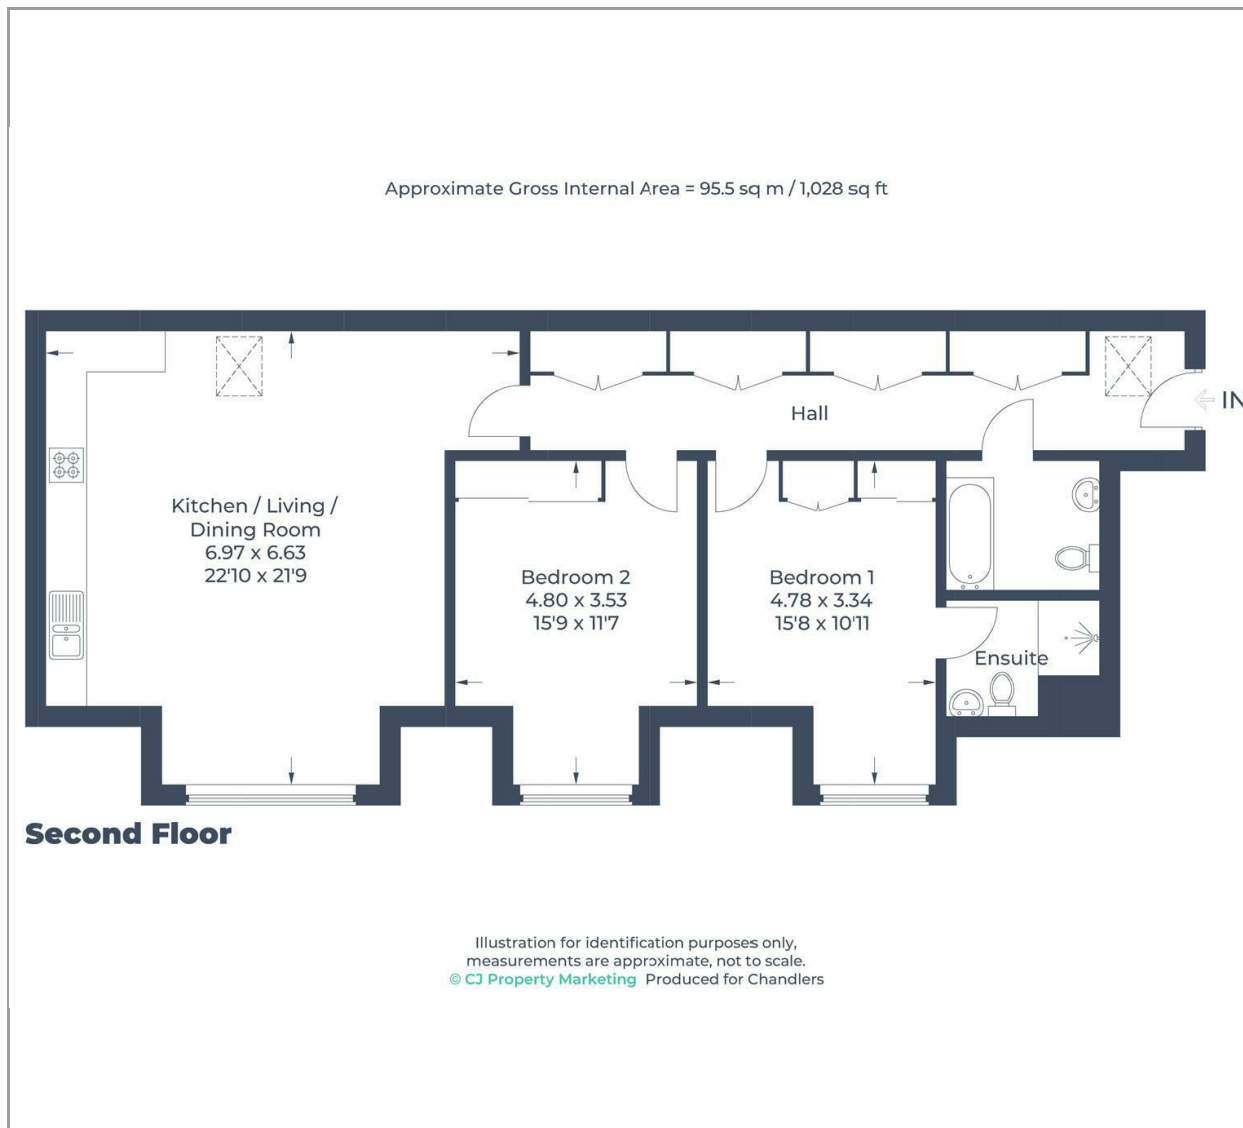 Approximate Gross Internal Area = 95.5 sq m / 1,028 sq ft
IN
Hall
Kitchen / Living /
Dining Room
6.97 x 6.63
22'10 x 21'9
Bedroom 2
4.80 x 3.53
15'9 x 11'7
Bedroom 1
4.78 x 3.34
15'8 x 10'11
Ensuite
Second Floor
Illustration for identification purposes only,
measurements are approximate, not to scale.
© CJ Property Marketing Produced for Chandlers